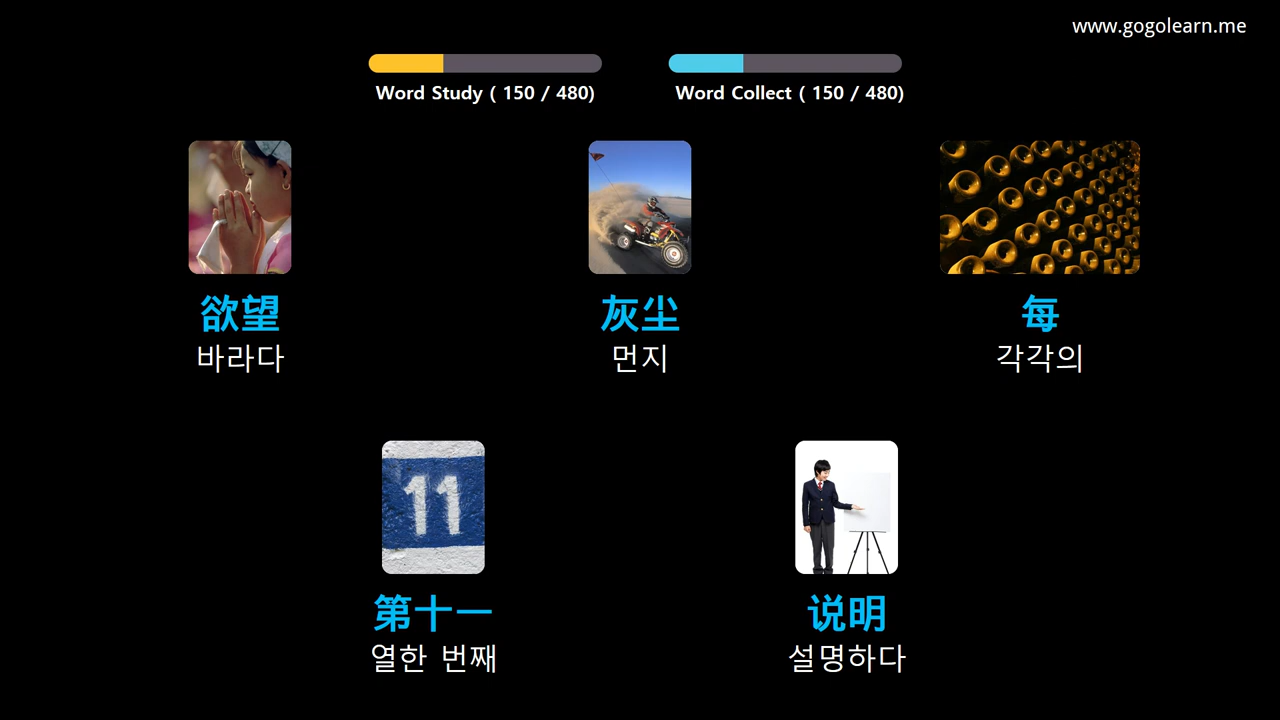 www.gogolearn.me
Word Study ( 150 / 480)
Word Collect ( 150 / 480)
欲望
바라다
灰尘
먼지
每
각각의
11
第十一
열한 번째
说明
설명하다